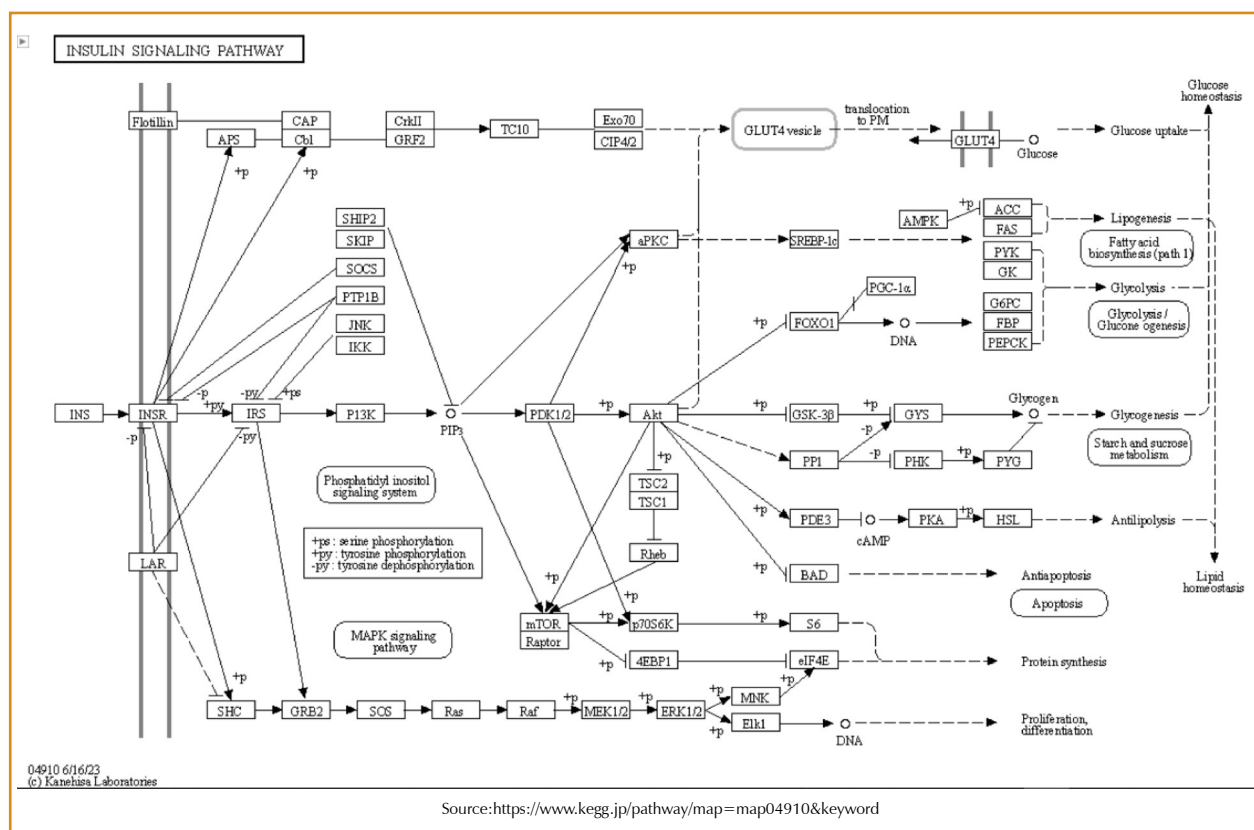 INSULIN SIGNALING PATHWAY
Flotillin
CAP
APS
Cbl
CrkII
GRF2
TC10
Exo70
CIP4/2
GLUT4 vesicle
translocation
to PM
GLUT4
Glucose
Glucose uptake
Glucose
homeostasis
+p
+p
SHIP2
SKIP
SOCS
PTP1B
JNK
IKK
aPKC
+p
SREBP-1c
AMPK
+p
ACC
FAS
PYK
GK
Lipogenesis
Fatty acid
biosynthesis (path 1)
PGC-1α
+p
FOXO1
DNA
G6PC
FBP
PEPCK
Glycolysis
Glycolysis /
Glucone ogenesis
INS
INSR
-p
+py
-p
-py
+ps
IRS
-py
P13K
PIP3
PDK1/2
+p
Akt
+p
GSK-3β
+p
-p
GYS
Glycogen
Glycogenesis
Starch and sucrose
metabolism
PP1
-p
PHK
+p
PYG
+p
TSC2
TSC1
Phosphatidyl inositol
signaling system
+ps : serine phosphorylation
+py : tyrosine phosphorylation
-py : tyrosine dephosphorylation
+p
PDE3
cAMP
PKA
+p
HSL
Antilipolysis
LAR
Rheb
+p
+p
+p
BAD
Antiapoptosis
Apoptosis
Lipid
homeostasis
mTOR
Raptor
+p
+p
p70S6K
+p
S6
MAPK signaling
pathway
4EBP1
+p
eIF4E
Protein synthesis
+p
SHC
GRB2
SOS
Ras
Raf
+p
MEK1/2
+p
ERK1/2
+p
+p
MNK
+p
Elk1
DNA
Proliferation,
differentiation
04910 6/16/23
(c) Kanehisa Laboratories
Source:https://www.kegg.jp/pathway/map=map04910&keyword